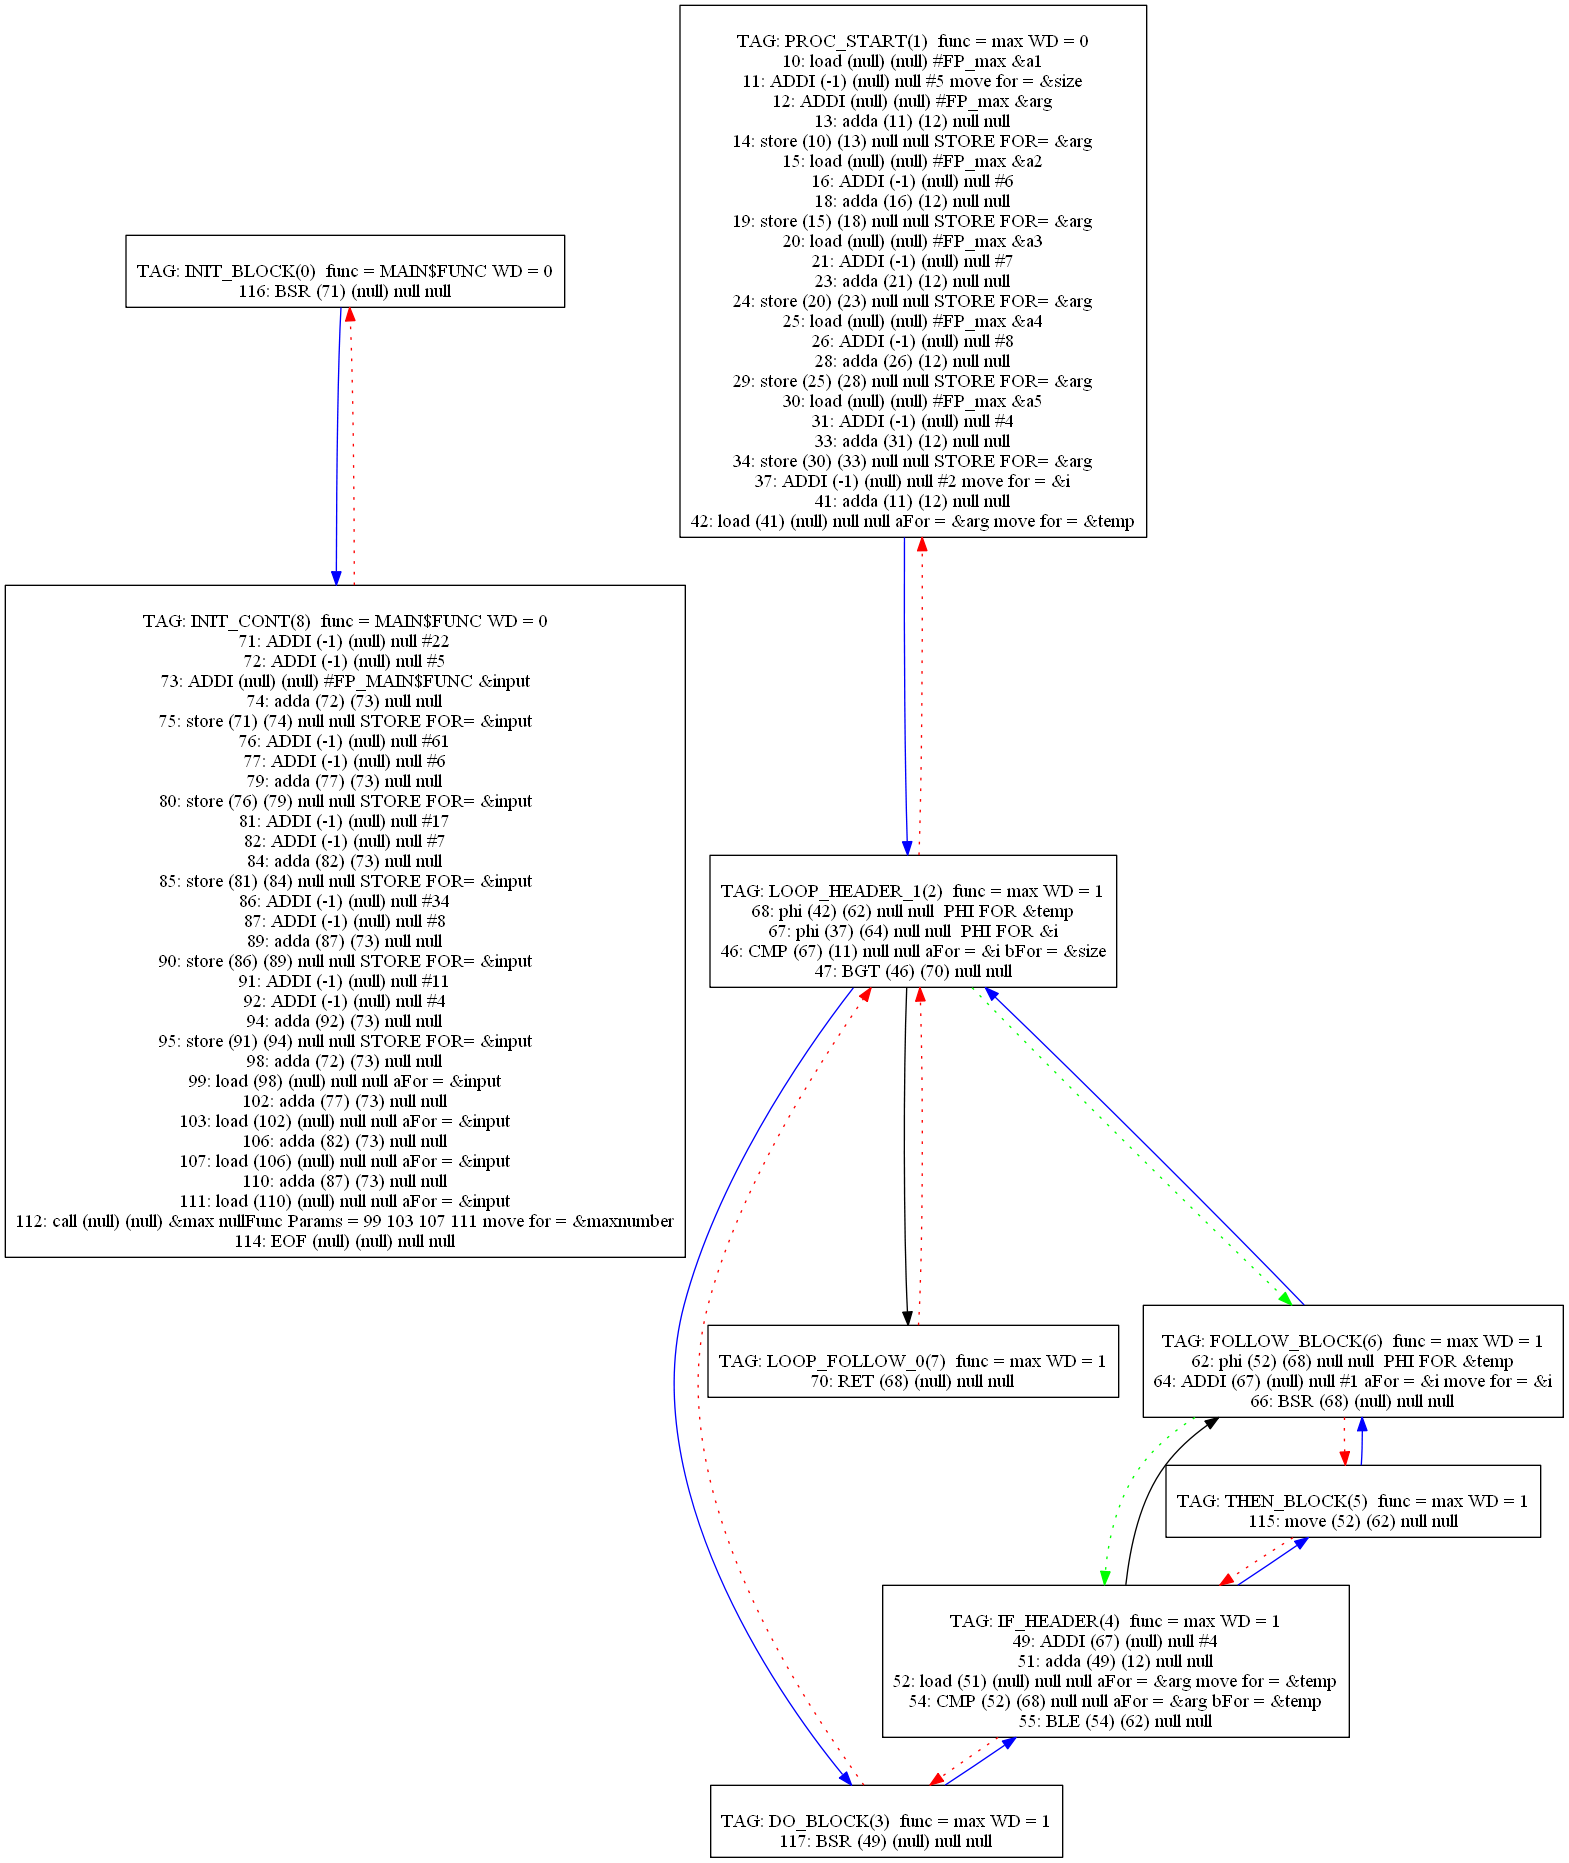 TAG: PROC_START(1)  func = max WD = 0
10: load (null) (null) #FP_max &a1
11: ADDI (-1) (null) null #5 move for = &size
12: ADDI (null) (null) #FP_max &arg
13: adda (11) (12) null null
14: store (10) (13) null null STORE FOR= &arg
15: load (null) (null) #FP_max &a2
16: ADDI (-1) (null) null #6
18: adda (16) (12) null null
19: store (15) (18) null null STORE FOR= &arg
20: load (null) (null) #FP_max &a3
21: ADDI (-1) (null) null #7
23: adda (21) (12) null null
24: store (20) (23) null null STORE FOR= &arg
25: load (null) (null) #FP_max &a4
26: ADDI (-1) (null) null #8
28: adda (26) (12) null null
29: store (25) (28) null null STORE FOR= &arg
30: load (null) (null) #FP_max &a5
31: ADDI (-1) (null) null #4
33: adda (31) (12) null null
34: store (30) (33) null null STORE FOR= &arg
37: ADDI (-1) (null) null #2 move for = &i
41: adda (11) (12) null null
42: load (41) (null) null null aFor = &arg move for = &temp
TAG: INIT_BLOCK(0)  func = MAIN$FUNC WD = 0
116: BSR (71) (null) null null
TAG: INIT_CONT(8)  func = MAIN$FUNC WD = 0
71: ADDI (-1) (null) null #22
72: ADDI (-1) (null) null #5
73: ADDI (null) (null) #FP_MAIN$FUNC &input
74: adda (72) (73) null null
75: store (71) (74) null null STORE FOR= &input
76: ADDI (-1) (null) null #61
77: ADDI (-1) (null) null #6
79: adda (77) (73) null null
80: store (76) (79) null null STORE FOR= &input
81: ADDI (-1) (null) null #17
82: ADDI (-1) (null) null #7
84: adda (82) (73) null null
85: store (81) (84) null null STORE FOR= &input
86: ADDI (-1) (null) null #34
87: ADDI (-1) (null) null #8
89: adda (87) (73) null null
90: store (86) (89) null null STORE FOR= &input
91: ADDI (-1) (null) null #11
92: ADDI (-1) (null) null #4
94: adda (92) (73) null null
95: store (91) (94) null null STORE FOR= &input
98: adda (72) (73) null null
99: load (98) (null) null null aFor = &input
102: adda (77) (73) null null
103: load (102) (null) null null aFor = &input
106: adda (82) (73) null null
107: load (106) (null) null null aFor = &input
110: adda (87) (73) null null
111: load (110) (null) null null aFor = &input
112: call (null) (null) &max nullFunc Params = 99 103 107 111 move for = &maxnumber
114: EOF (null) (null) null null
TAG: LOOP_HEADER_1(2)  func = max WD = 1
68: phi (42) (62) null null  PHI FOR &temp
67: phi (37) (64) null null  PHI FOR &i
46: CMP (67) (11) null null aFor = &i bFor = &size
47: BGT (46) (70) null null
TAG: LOOP_FOLLOW_0(7)  func = max WD = 1
70: RET (68) (null) null null
TAG: FOLLOW_BLOCK(6)  func = max WD = 1
62: phi (52) (68) null null  PHI FOR &temp
64: ADDI (67) (null) null #1 aFor = &i move for = &i
66: BSR (68) (null) null null
TAG: THEN_BLOCK(5)  func = max WD = 1
115: move (52) (62) null null
TAG: IF_HEADER(4)  func = max WD = 1
49: ADDI (67) (null) null #4
51: adda (49) (12) null null
52: load (51) (null) null null aFor = &arg move for = &temp
54: CMP (52) (68) null null aFor = &arg bFor = &temp
55: BLE (54) (62) null null
TAG: DO_BLOCK(3)  func = max WD = 1
117: BSR (49) (null) null null